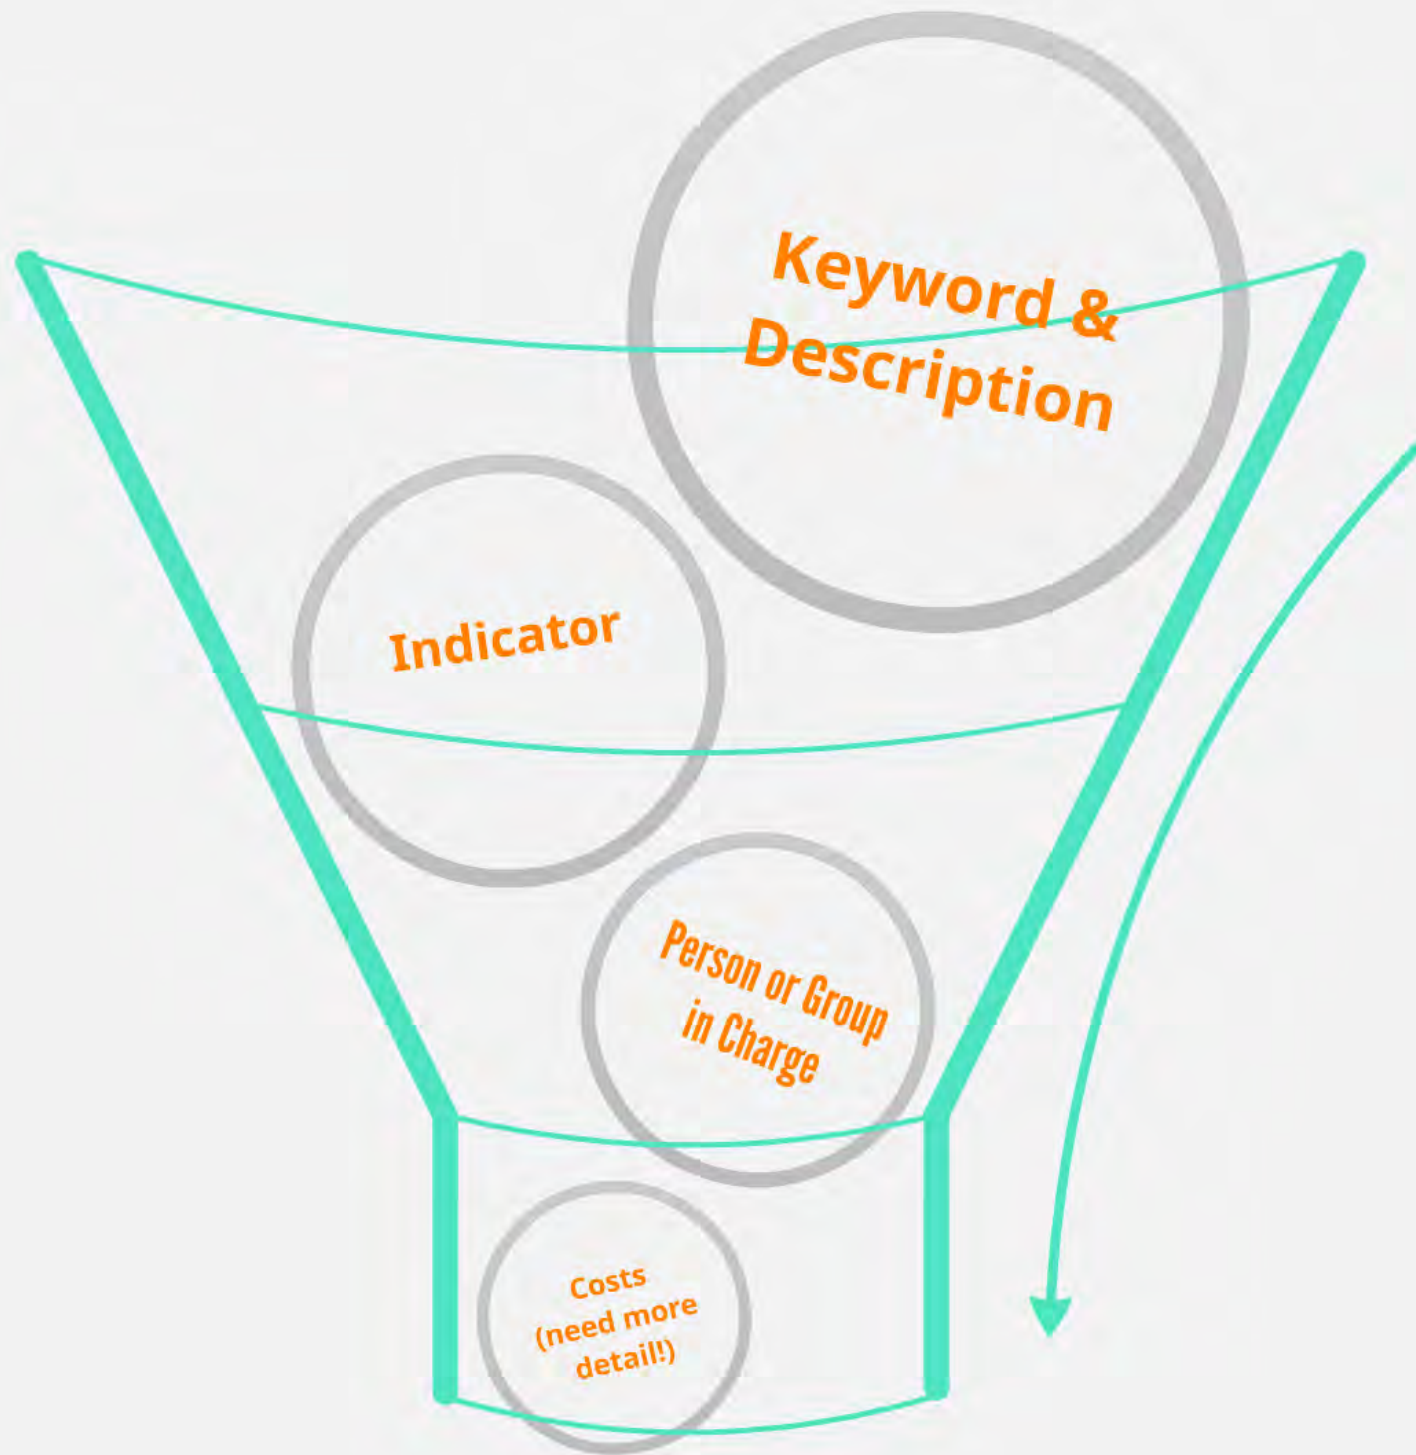 Keyword &
Description
Indicator
Person or Group
in Charge
Costs
(need more
detail!)